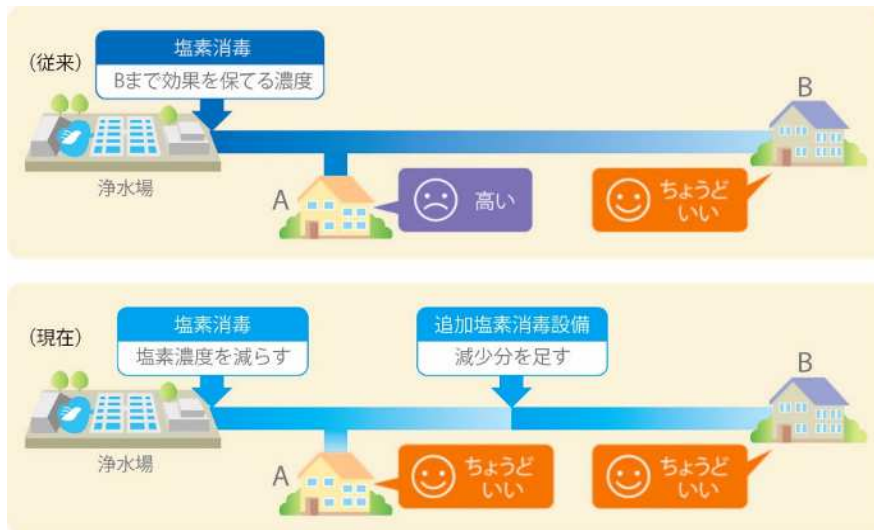 （従来）
塩素消毒
Bまで効果を保てる濃度
B
浄水場
A
高い
ちょうど
いい
（現在）
塩素消毒
塩素濃度を減らす
追加塩素消毒設備
減少分を足す
B
浄水場
A
ちょうど
いい
ちょうど
いい